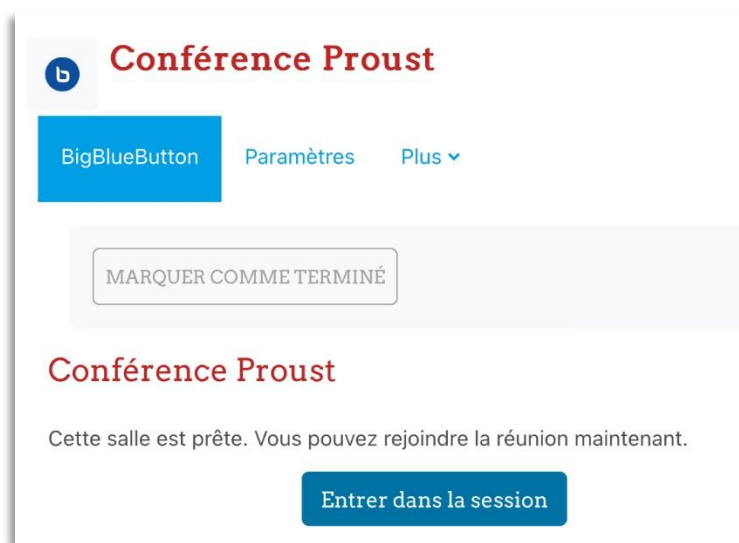 Conférence Proust
BigBlueButton Paramètres Plus
MARQUER COMME TERMINÉ
Conférence Proust
Cette salle est prête. Vous pouvez rejoindre la réunion maintenant.
Entrer dans la session